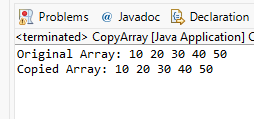 Problems @ Javadoc Declaration
<terminated> CopyArray [Java Application] C
Original Array: 10 20 30 40 50
Copied Array: 10 20 30 40 50